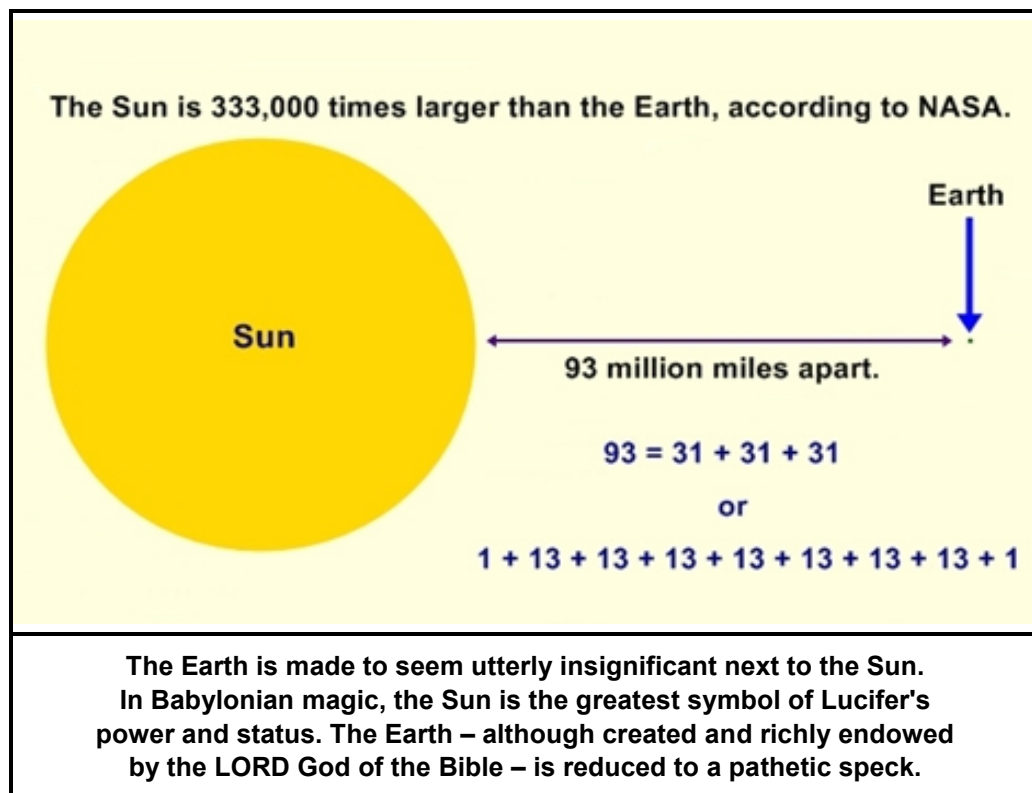 The Sun is 333,000 times larger than the Earth, according to NASA.
Earth
Sun
93 million miles apart.
93 = 31 + 31 + 31
or
1 + 13 + 13 + 13 + 13 + 13 + 13 + 13 + 1
The Earth is made to seem utterly insignificant next to the Sun.
In Babylonian magic, the Sun is the greatest symbol of Lucifer's
power and status. The Earth – although created and richly endowed
by the LORD God of the Bible – is reduced to a pathetic speck.